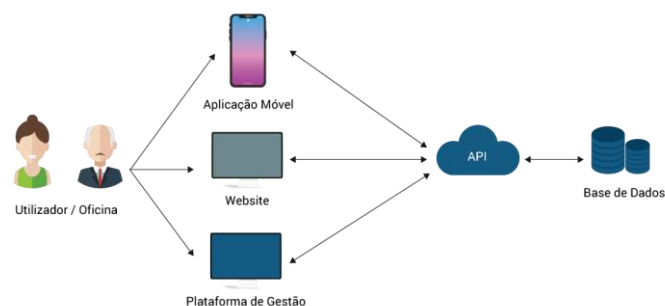 Aplicação Móvel
Utilizador / Oficina
Website
API
Base de Dados
Plataforma de Gestão